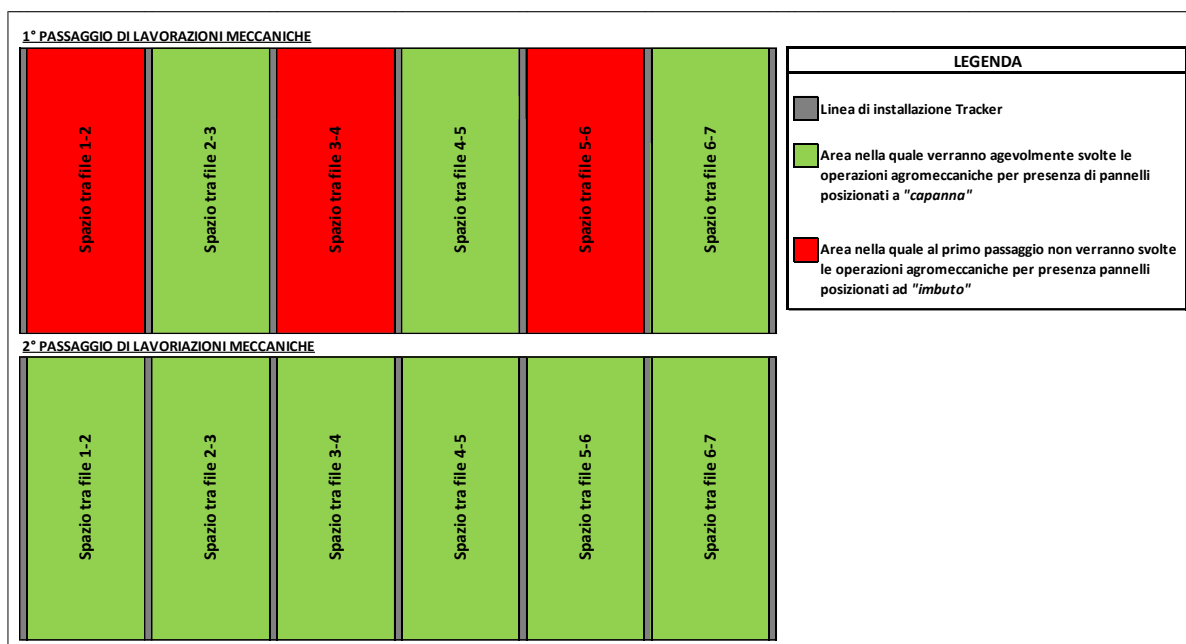 1° PASSAGGIO DI LAVORAZIONI MECCANICHE
Spazio tra file 1-2
Spazio tra file 2-3
Spazio tra file 3-4
Spazio tra file 4-5
Spazio tra file 5-6
Spazio tra file 6-7
LEGENDA
Linea di installazione Tracker
Area nella quale verranno agevolmente svolte le
operazioni agromeccaniche per presenza di pannelli
posizionati a "capanna"
Area nella quale al primo passaggio non verranno svolte
le operazioni agromeccaniche per presenza pannelli
posizionati ad "imbuto"
2° PASSAGGIO DI LAVORIAZIONI MECCANICHE
Spazio tra file 1-2
Spazio tra file 2-3
Spazio tra file 3-4
Spazio tra file 4-5
Spazio tra file 5-6
Spazio tra file 6-7